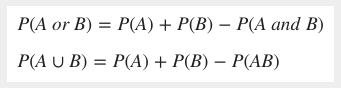 P(A or B) = P(A) + P(B) − P(A and B)
P(A ∪ B) = P(A) + P(B) − P(AB)